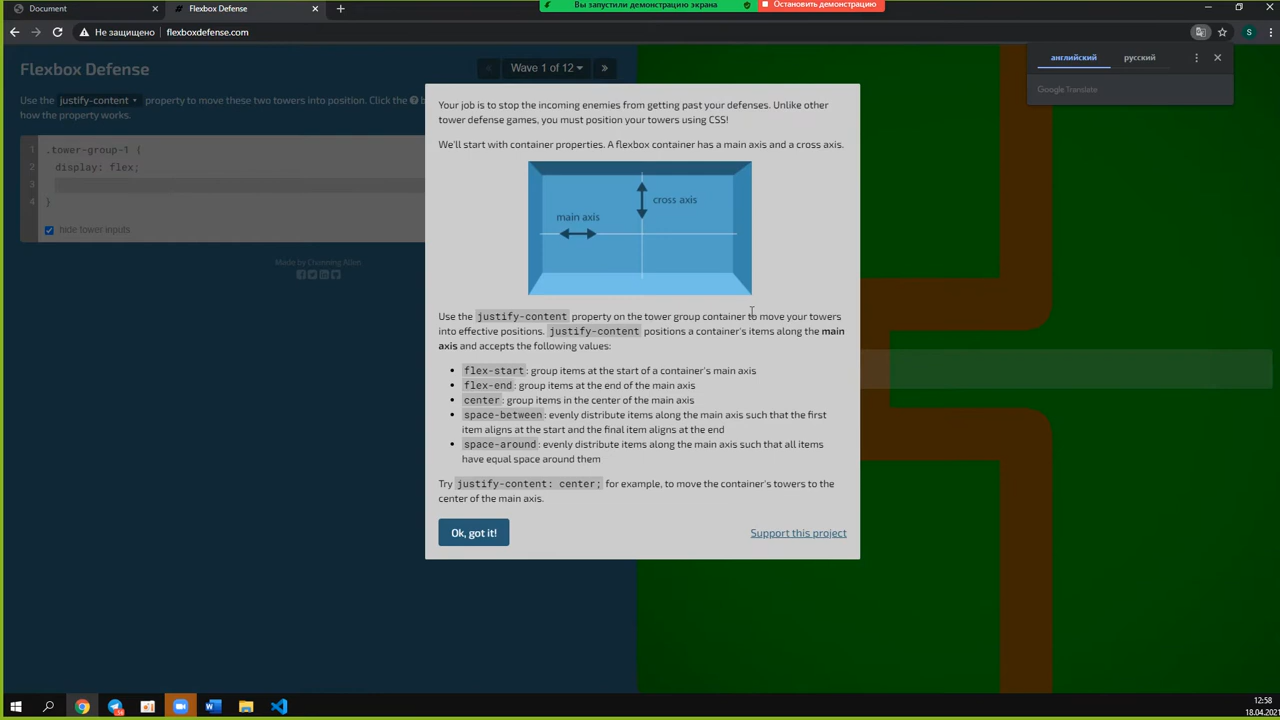 Document
Flexbox Defense
Вы запустили демонстрацию экрана
Остановить демонстрацию
Не защищено
flexboxdefense.com
S
Flexbox Defense
Wave 1 of 12
»
английский
русский
Google Translate
Use the justify-content property to move these two towers into position. Click the b
how the property works.
1 .tower-group-1 {
2 display: flex;
3
4 }
hide tower inputs
Made by Channing Allen
Your job is to stop the incoming enemies from getting past your defenses. Unlike other
tower defense games, you must position your towers using CSS!
We'll start with container properties. A flexbox container has a main axis and a cross axis.
cross axis
main axis
Use the justify-content property on the tower group container to move your towers
into effective positions. justify-content positions a container's items along the main
axis and accepts the following values:
• flex-start: group items at the start of a container's main axis
• flex-end: group items at the end of the main axis
• center: group items in the center of the main axis
• space-between: evenly distribute items along the main axis such that the first
item aligns at the start and the final item aligns at the end
• space-around: evenly distribute items along the main axis such that all items
have equal space around them
Try justify-content: center; for example, to move the container's towers to the
center of the main axis.
Ok, got it!
Support this project
12:58
18.04.2021